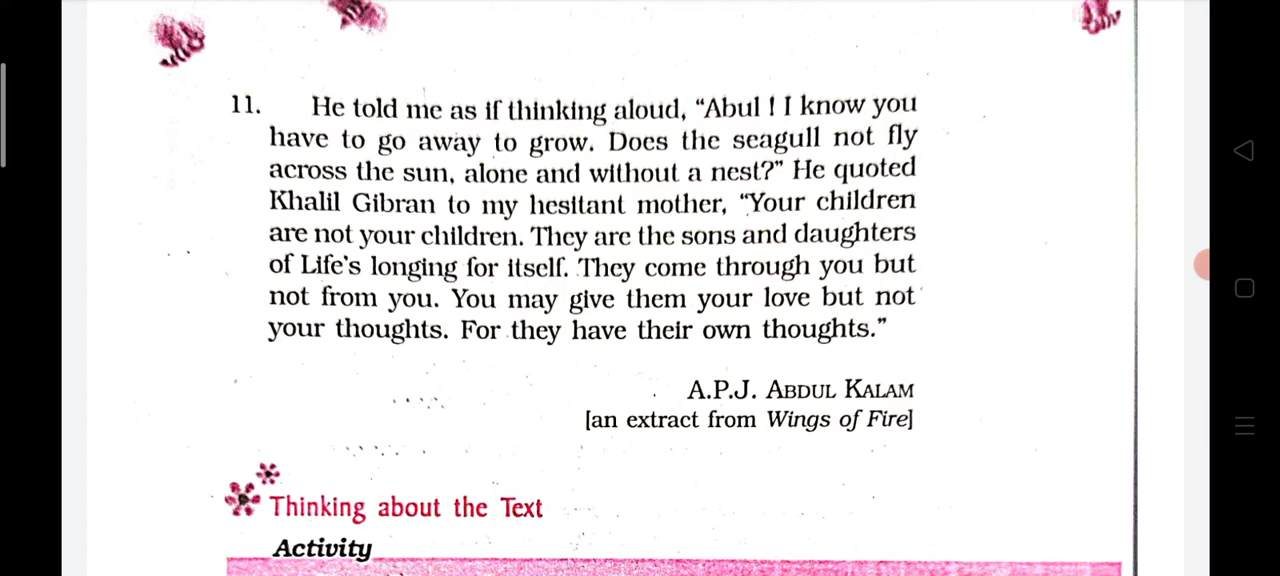 11. He told me as if thinking aloud, “Abul ! I know you
have to go away to grow. Does the seagull not fly
across the sun, alone and without a nest?” He quoted
Khalil Gibran to my hesitant mother, “Your children
are not your children. They are the sons and daughters
of Life's longing for itself. They come through you but
not from you. You may give them your love but not
your thoughts. For they have their own thoughts.”
A.P.J. ABDUL KALAM
[an extract from Wings of Fire]
Thinking about the Text
Activity